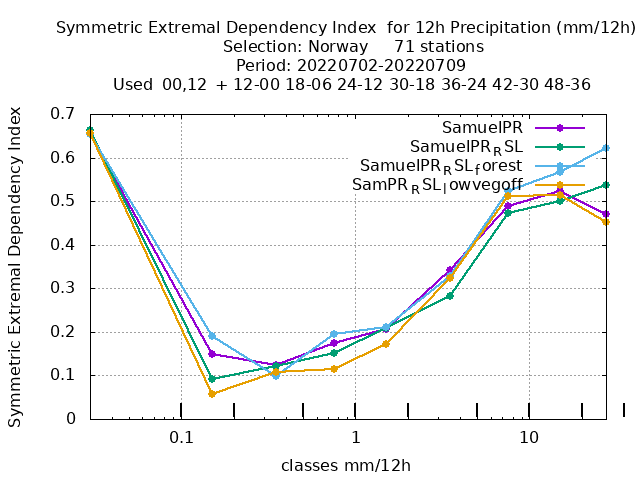 Symmetric Extremal Dependency Index  for 12h Precipitation (mm/12h)
Selection: Norway     71 stations
Period: 20220702-20220709
Used  00,12  + 12-00 18-06 24-12 30-18 36-24 42-30 48-36
Symmetric Extremal Dependency Index
0.7
0.6
0.5
0.4
0.3
0.2
0.1
0
SamuelPR
SamuelPR_RSL
SamuelPR_RSL_forest
SamPR_RSL_lowvegoff
0.1
1
10
classes mm/12h